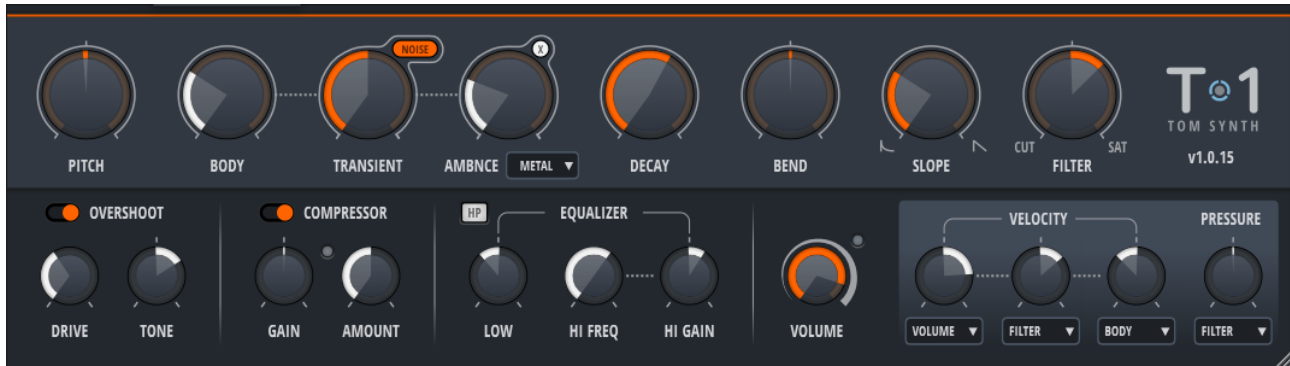 NOISE
X
PITCH
BODY
TRANSIENT
AMBNCE
METAL
DECAY
BEND
SLOPE
CUT
FILTER
SAT
T1
TOM SYNTH
v1.0.15
OVERSHOOT
DRIVE
TONE
COMPRESSOR
GAIN
AMOUNT
HP
EQUALIZER
LOW
HI FREQ
HI GAIN
VOLUME
VELOCITY
VOLUME
FILTER
BODY
PRESSURE
FILTER